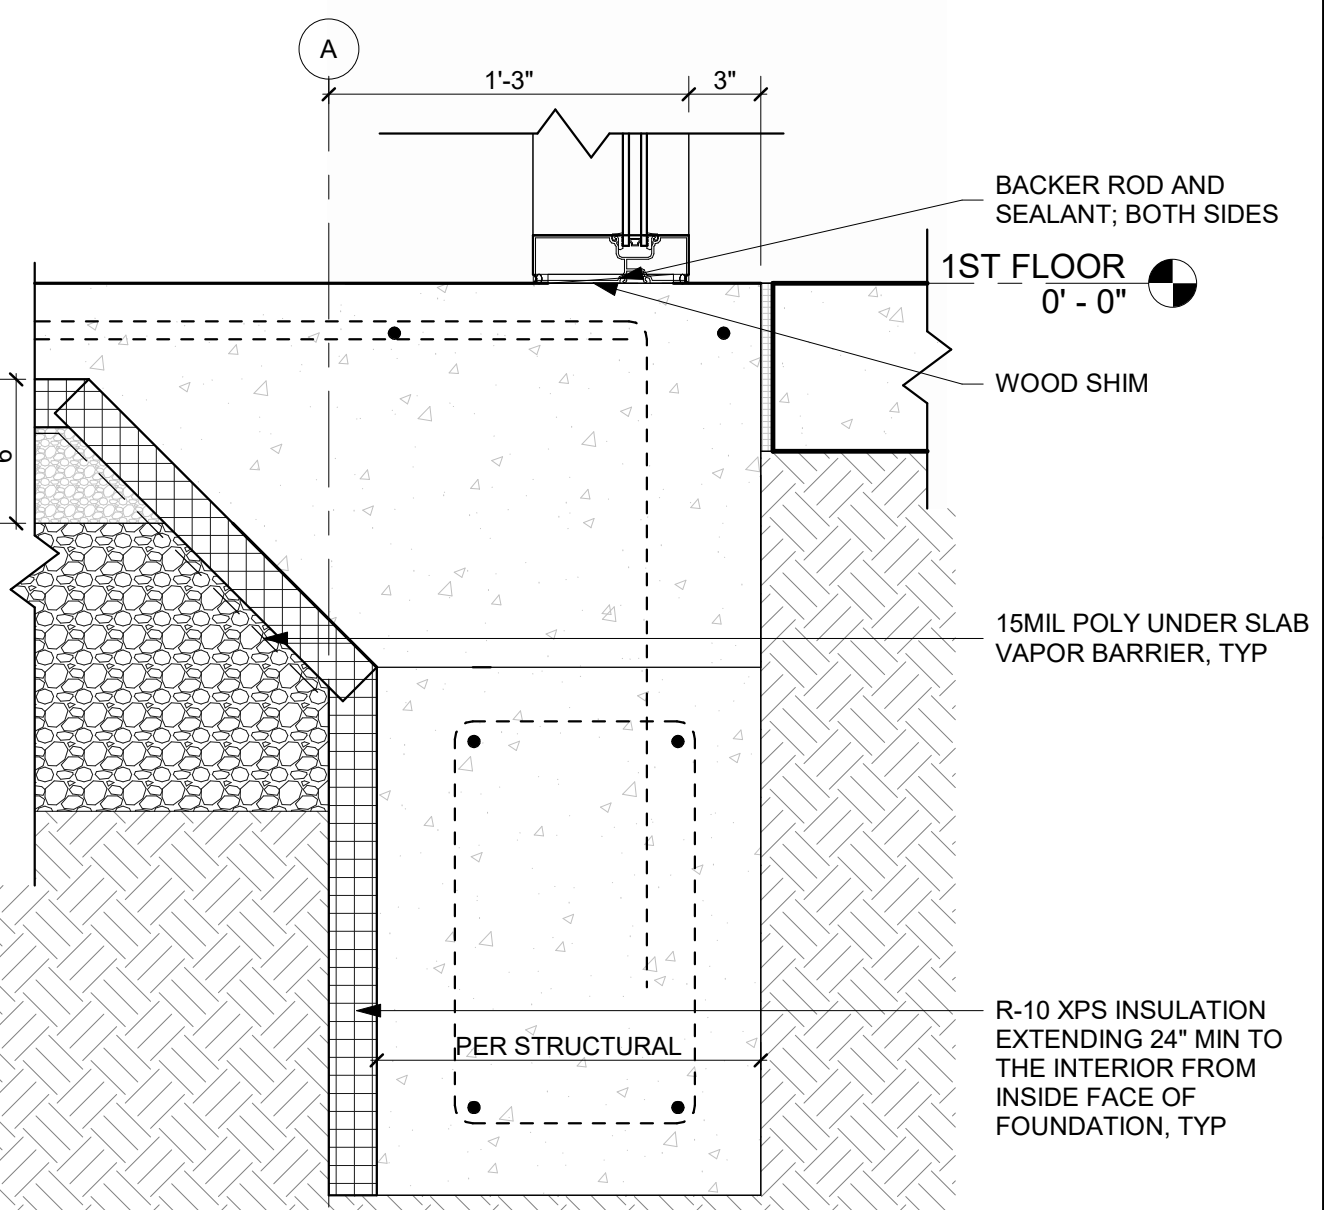 A
1'-3"
3"
BACKER ROD AND
SEALANT; BOTH SIDES
1ST FLOOR
0' - 0"
WOOD SHIM
6
15MIL POLY UNDER SLAB
VAPOR BARRIER, TYP
R-10 XPS INSULATION
EXTENDING 24" MIN TO
THE INTERIOR FROM
INSIDE FACE OF
FOUNDATION, TYP
PER STRUCTURAL